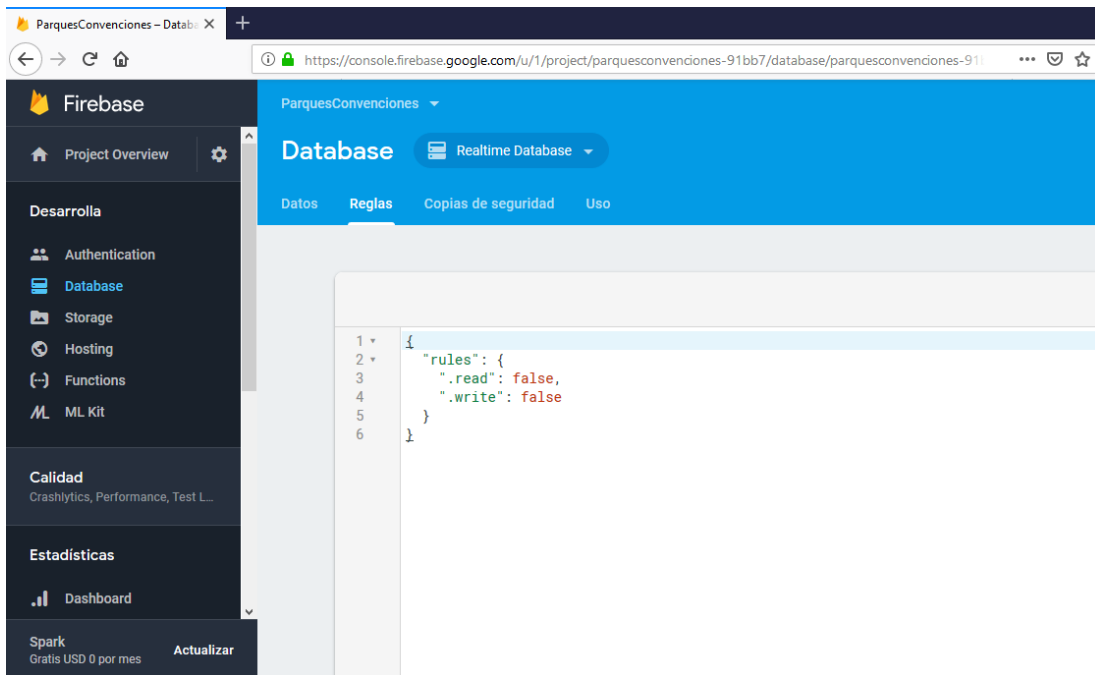 ParquesConvenciones – Databa
https://console.firebase.google.com/u/1/project/parquesconvenciones-91bb7/database/parquesconvenciones-91
Firebase
Project Overview
Desarrolla
Authentication
Database
Storage
Hosting
Functions
ML Kit
Calidad
Crashlytics, Performance, Test L...
Estadísticas
Dashboard
Spark
Gratis USD 0 por mes
Actualizar
ParquesConvenciones
Database
Realtime Database
Datos
Reglas
Copias de seguridad
Uso
1 {
2 "rules": {
3 ".read": false,
4 ".write": false
5 }
6 }